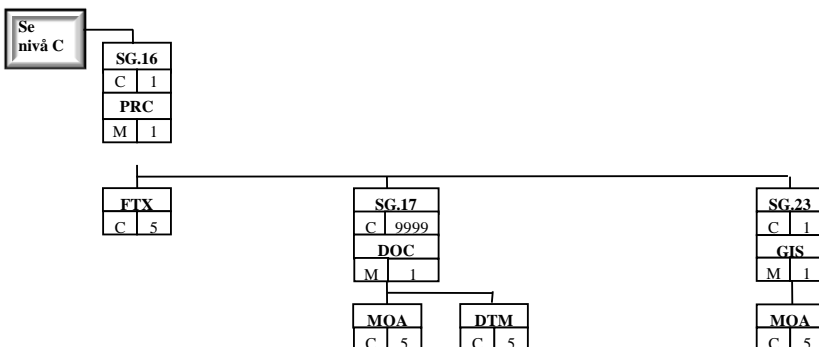 Se
nivå C
SG.16
C 1
PRC
M 1
FTX SG.17 SG.23
C 5 C 9999 C 1
DOC GIS
M 1 M 1
MOA DTM MOA
C 5 C 5 C 5